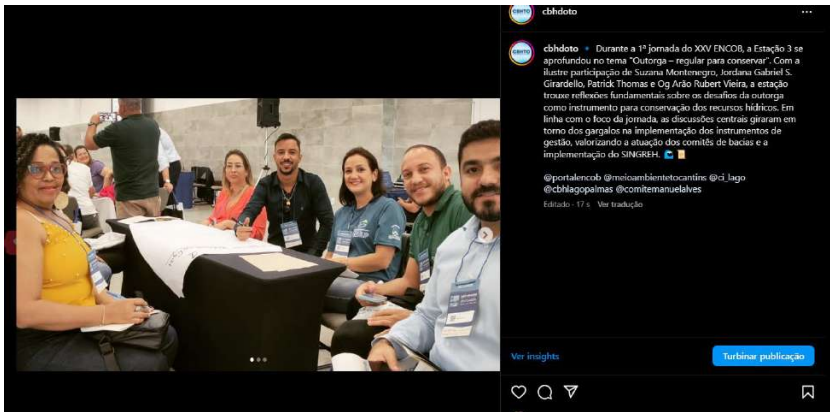 CBHTO
cbhdoto
...
CBHTO
cbhdoto • Durante a 1ª jornada do XXV ENCOB, a Estação 3 se
aprofundou no tema "Outorga – regular para conservar". Com a
ilustre participação de Suzana Montenegro, Jordana Gabriel S.
Girardello, Patrick Thomas e Og Arão Rubert Vieira, a estação
trouxe reflexões fundamentais sobre os desafios da outorga
como instrumento para conservação dos recursos hídricos. Em
linha com o foco da jornada, as discussões centrais giraram em
torno dos gargalos na implementação dos instrumentos de
gestão, valorizando a atuação dos comitês de bacias e a
implementação do SINGREH. 🌊📜
@portalencob @meioambientetocantins @ci_lago
@cbhlagopalmas @comitemanuelalves
Editado · 17 s Ver tradução
Ver insights
Turbinar publicação